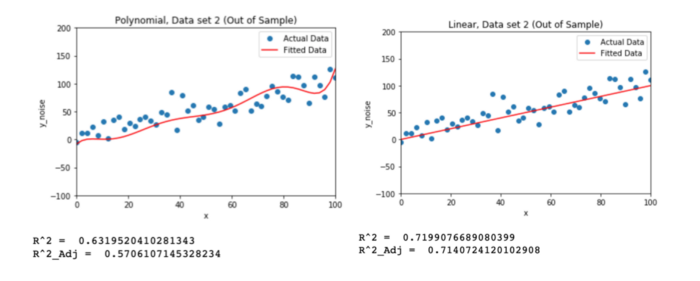 Polynomial, Data set 2 (Out of Sample)
200
150
100
50
0
−50
−100
y_noise
0 20 40 60 80 100
x
Actual Data
Fitted Data
R^2 = 0.6319520410281343
R^2_Adj = 0.5706107145328234
Linear, Data set 2 (Out of Sample)
200
150
100
50
0
−50
−100
y_noise
0 20 40 60 80 100
x
Actual Data
Fitted Data
R^2 = 0.7199076689080399
R^2_Adj = 0.7140724120102908